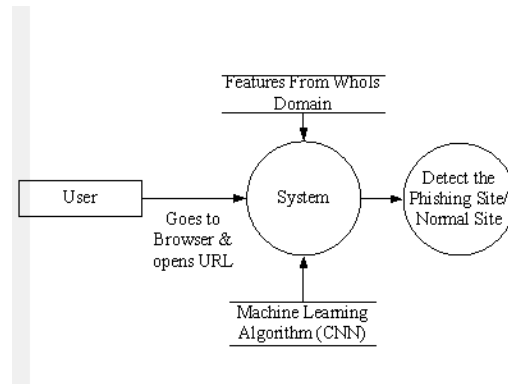 Features From WhoIs
Domain
User
Goes to
Browser &
opens URL
System
Detect the
Phishing Site/
Normal Site
Machine Learning
Algorithm (CNN)